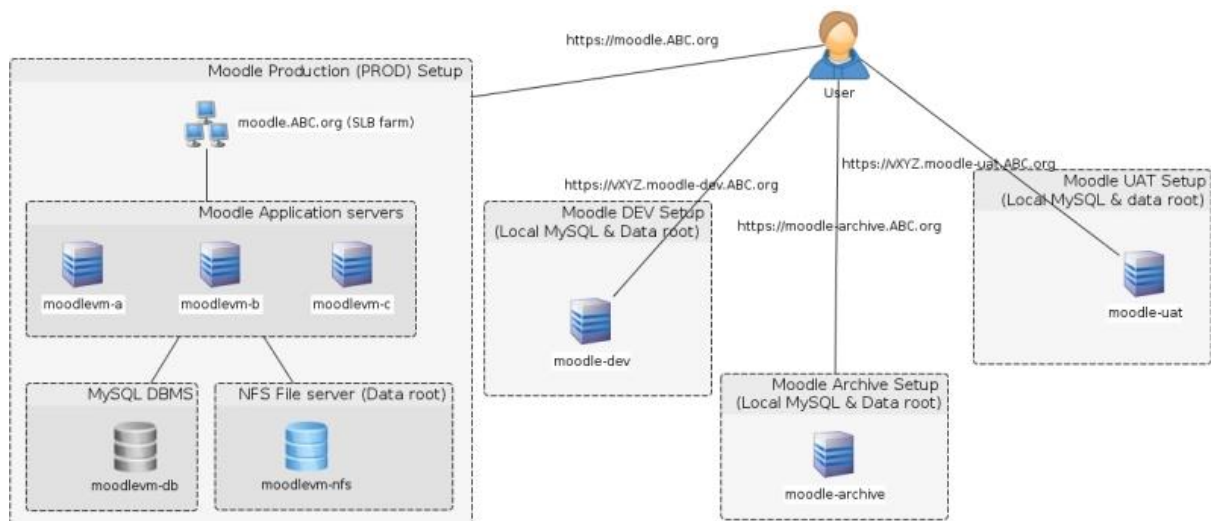 https://moodle.ABC.org
User
Moodle Production (PROD) Setup
moodle.ABC.org (SLB farm)
Moodle Application servers
moodlevm-a
moodlevm-b
moodlevm-c
MySQL DBMS
moodlevm-db
NFS File server (Data root)
moodlevm-nfs
https://vXYZ.moodle-dev.ABC.org
Moodle DEV Setup
(Local MySQL & Data root)
moodle-dev
https://moodle-archive.ABC.org
Moodle Archive Setup
(Local MySQL & Data root)
moodle-archive
https://vXYZ.moodle-uat.ABC.org
Moodle UAT Setup
(Local MySQL & data root)
moodle-uat